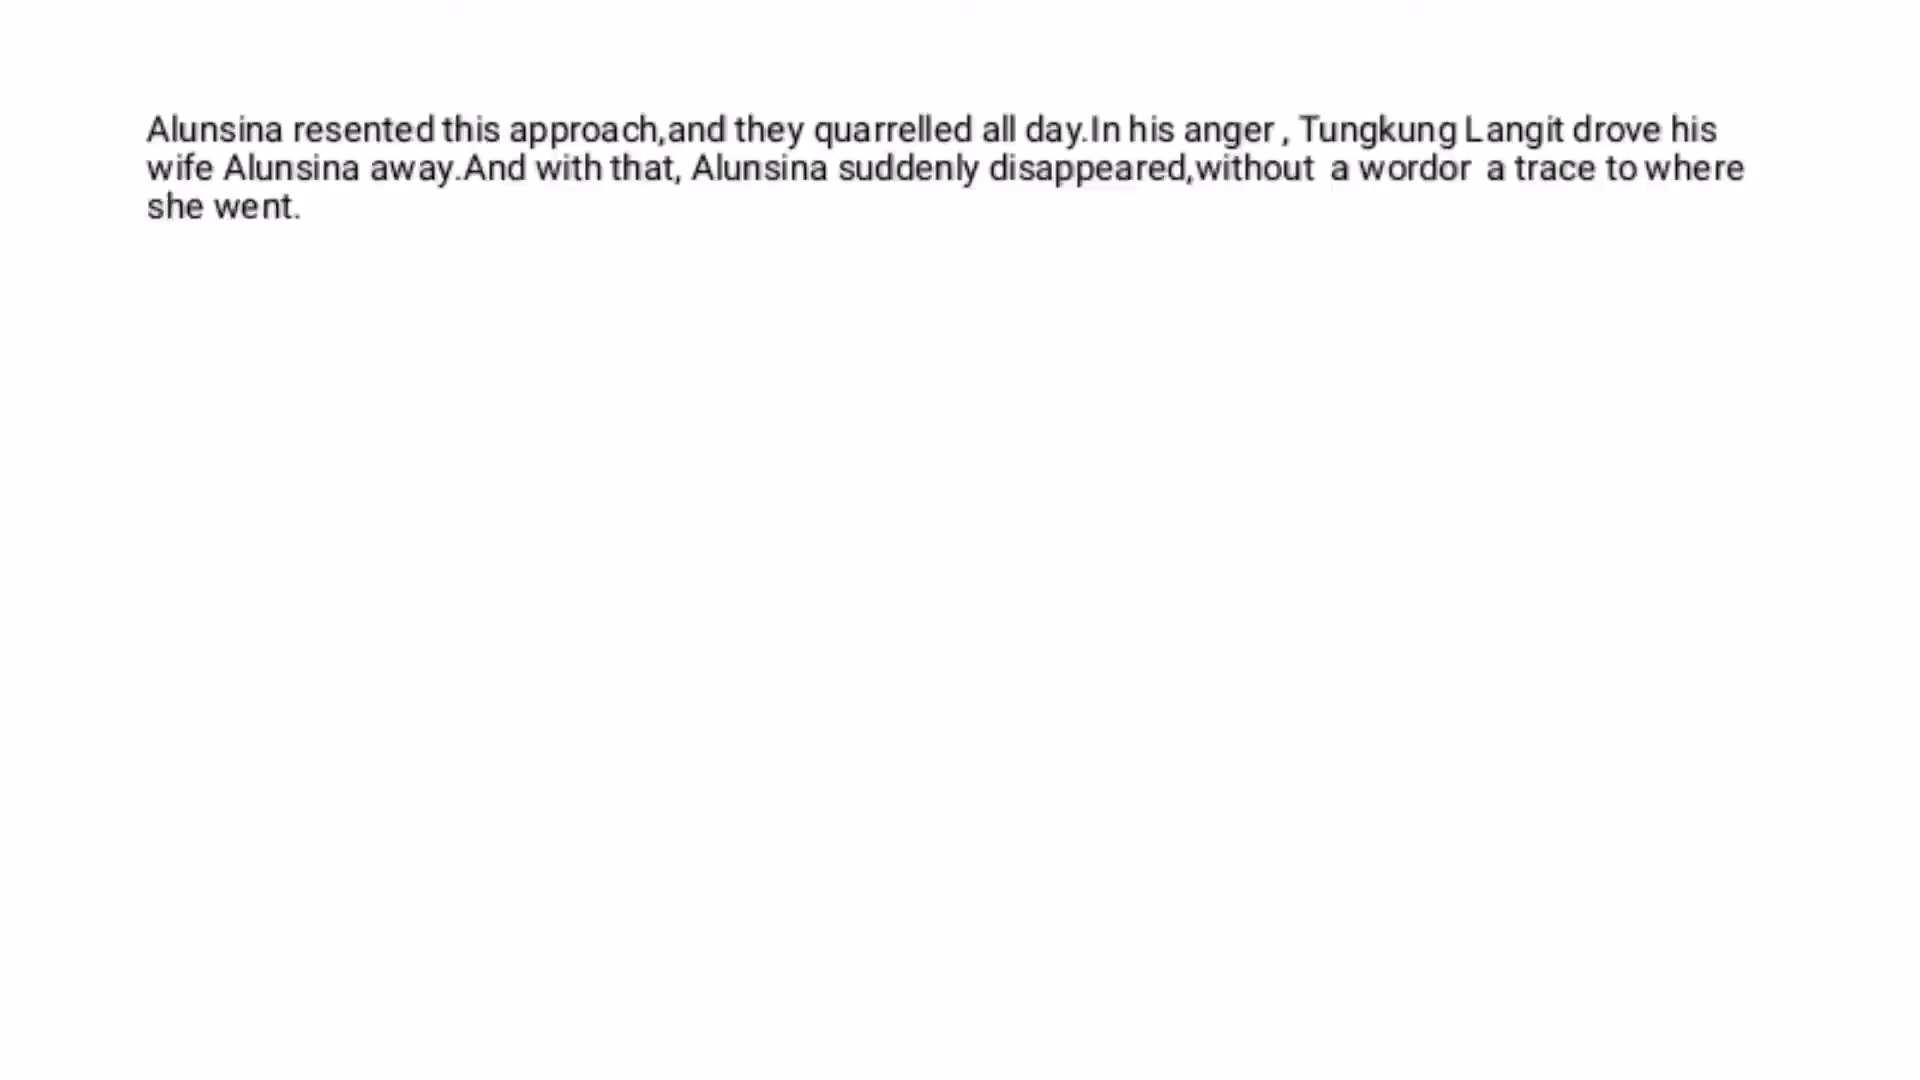 Alunsina resented this approach,and they quarrelled all day.In his anger , Tungkung Langit drove his
wife Alunsina away.And with that, Alunsina suddenly disappeared,without a wordor a trace to where
she went.